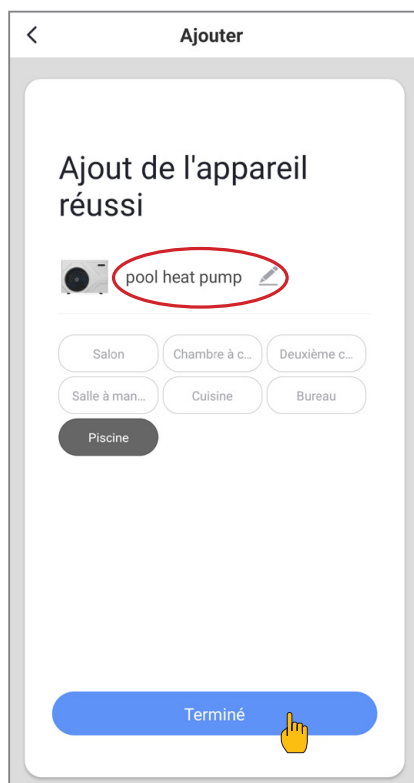 Ajouter
Ajout de l'appareil
réussi
pool heat pump
Salon Chambre à c... Deuxième c...
Salle à man... Cuisine Bureau
Piscine
Terminé